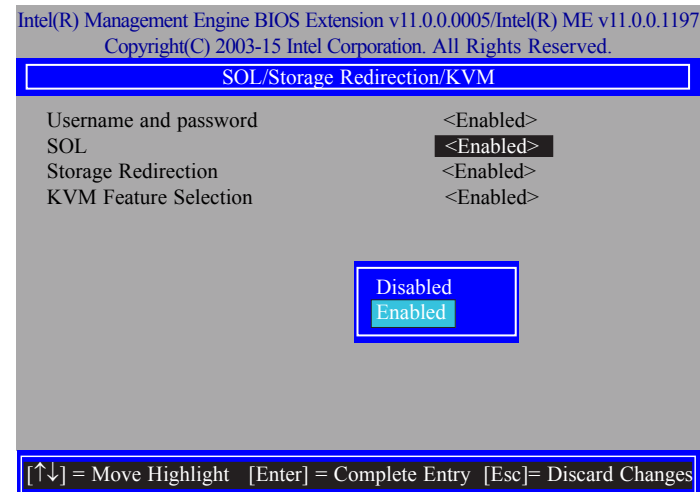 Intel(R) Management Engine BIOS Extension v11.0.0.0005/Intel(R) ME v11.0.0.1197
Copyright(C) 2003-15 Intel Corporation. All Rights Reserved.
SOL/Storage Redirection/KVM
Username and password <Enabled>
SOL <Enabled>
Storage Redirection <Enabled>
KVM Feature Selection <Enabled>
Disabled
Enabled
[↑↓] = Move Highlight [Enter] = Complete Entry [Esc]= Discard Changes